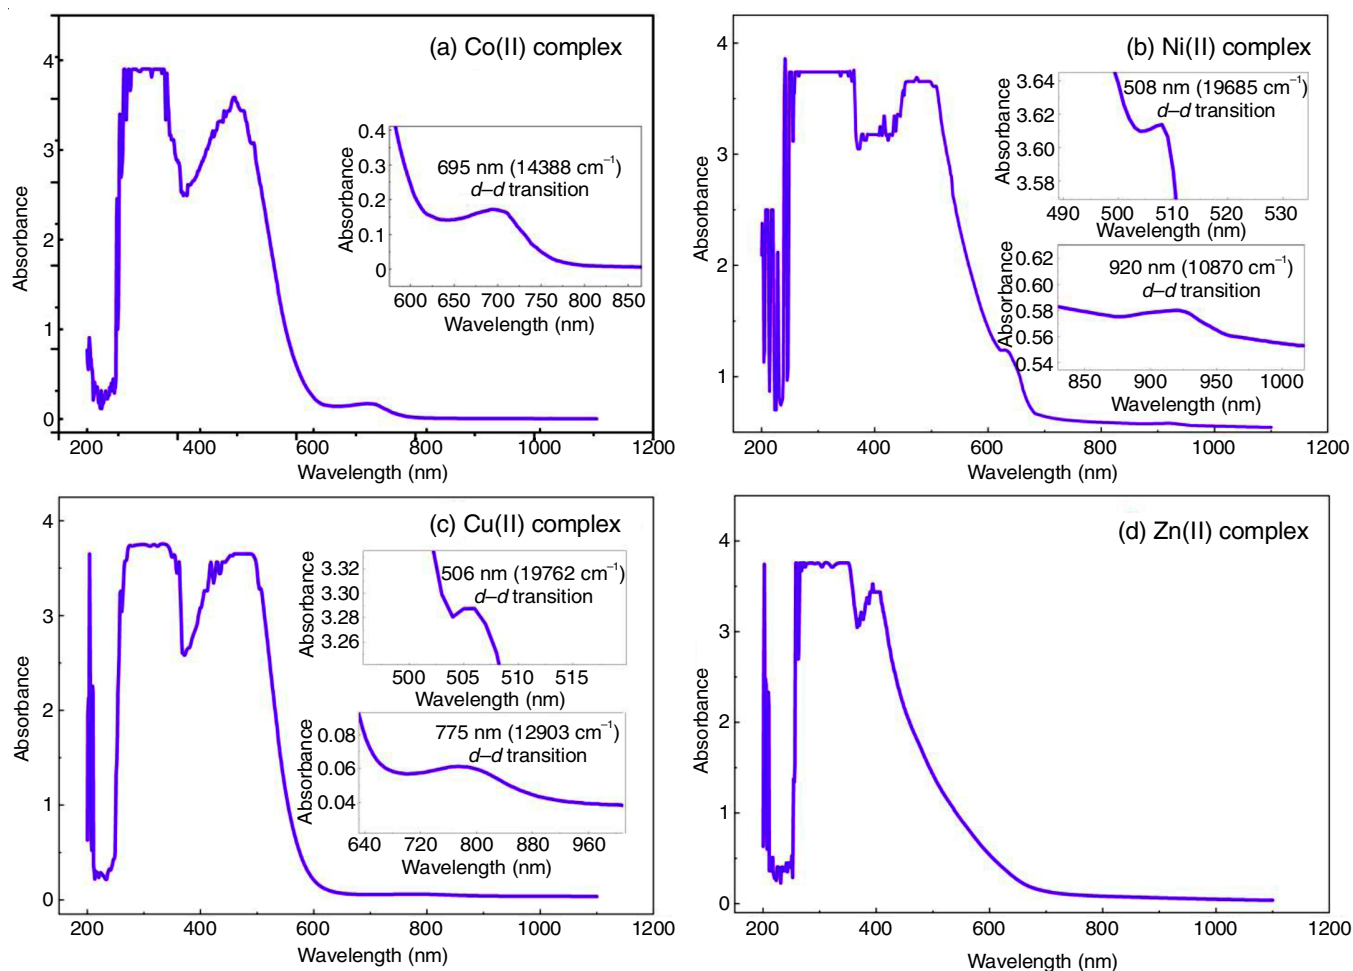 (a) Co(II) complex
4
3
2
1
0
Absorbance
200 400 600 800 1000 1200
Wavelength (nm)
0.4
0.3
0.2
0.1
0
Absorbance
695 nm (14388 cm⁻¹)
d–d transition
600 650 700 750 800 850
Wavelength (nm)
(b) Ni(II) complex
4
3
2
1
Absorbance
200 400 600 800 1000 1200
Wavelength (nm)
3.64
3.62
3.60
3.58
Absorbance
508 nm (19685 cm⁻¹)
d–d transition
490 500 510 520 530
Wavelength (nm)
0.62
0.60
0.58
0.56
0.54
Absorbance
920 nm (10870 cm⁻¹)
d–d transition
850 900 950 1000
Wavelength (nm)
(c) Cu(II) complex
4
3
2
1
0
Absorbance
200 400 600 800 1000 1200
Wavelength (nm)
3.32
3.30
3.28
3.26
Absorbance
506 nm (19762 cm⁻¹)
d–d transition
500 505 510 515
Wavelength (nm)
0.08
0.06
0.04
Absorbance
775 nm (12903 cm⁻¹)
d–d transition
640 720 800 880 960
Wavelength (nm)
(d) Zn(II) complex
4
3
2
1
0
Absorbance
200 400 600 800 1000 1200
Wavelength (nm)